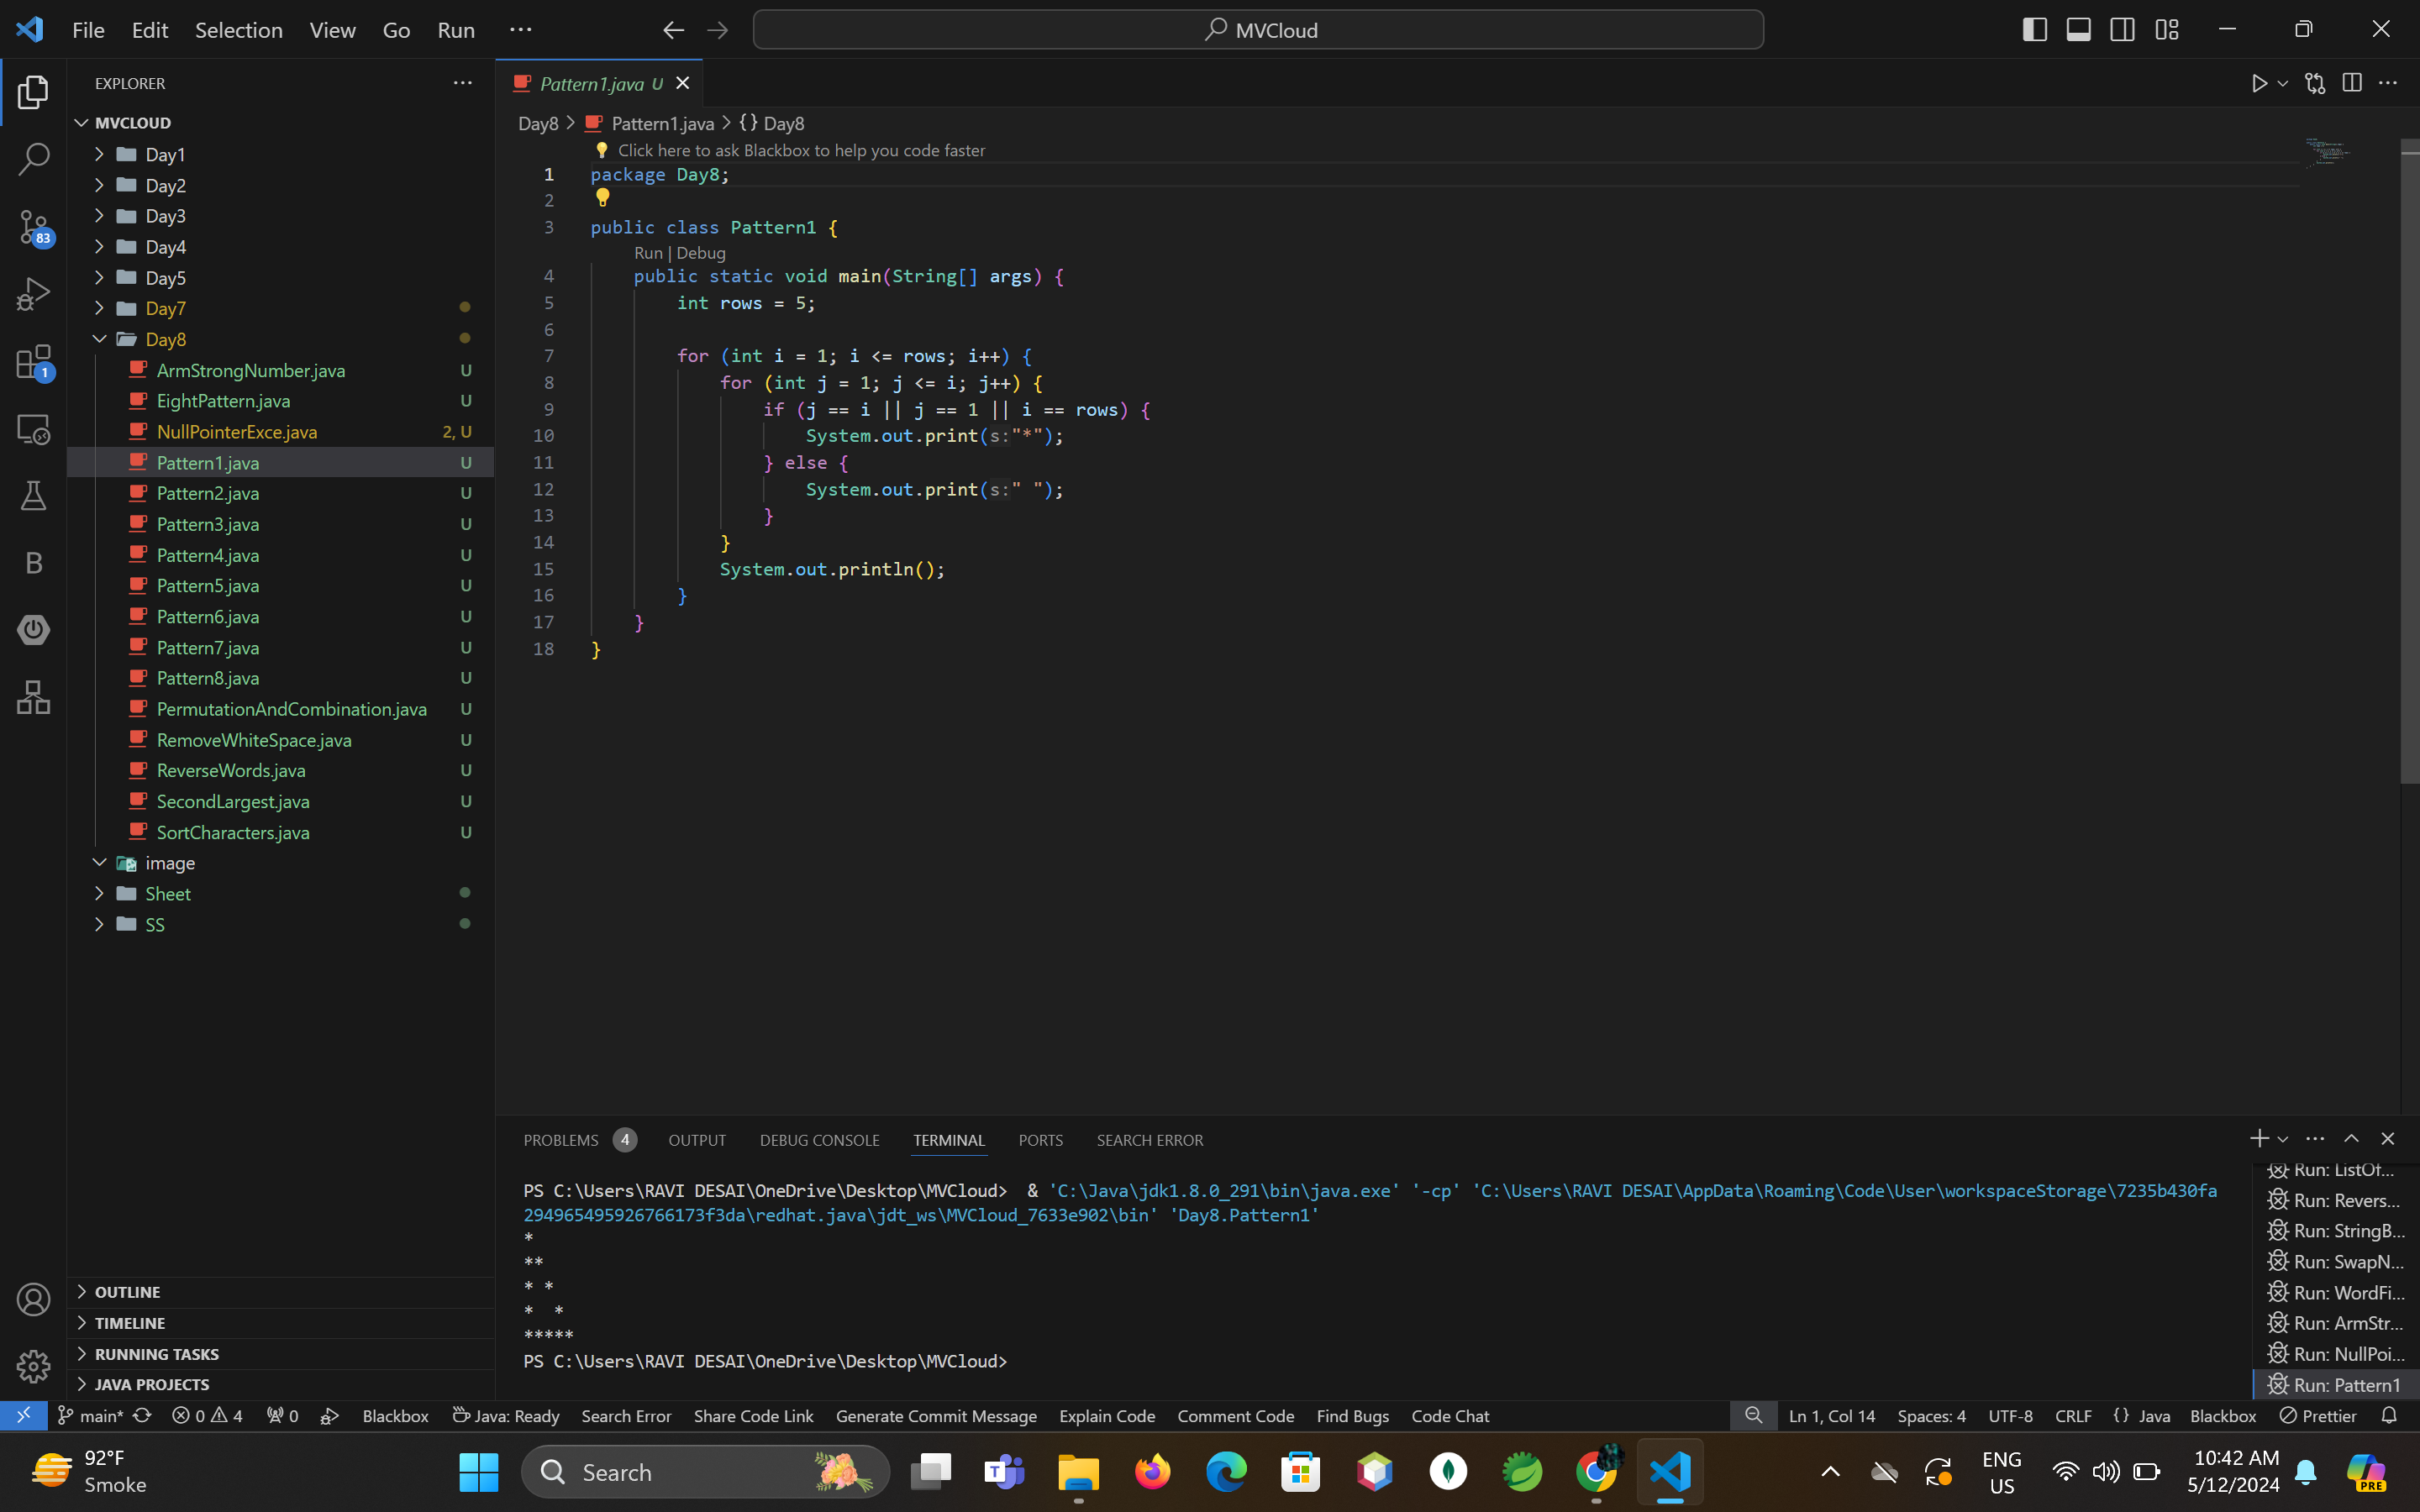 File Edit Selection View Go Run ··· MVCloud
EXPLORER ···
MVCLOUD
Day1
Day2
Day3
Day4
Day5
Day7
Day8
ArmStrongNumber.java U
EightPattern.java U
NullPointerExce.java 2, U
Pattern1.java U
Pattern2.java U
Pattern3.java U
Pattern4.java U
Pattern5.java U
Pattern6.java U
Pattern7.java U
Pattern8.java U
PermutationAndCombination.java U
RemoveWhiteSpace.java U
ReverseWords.java U
SecondLargest.java U
SortCharacters.java U
image
Sheet
SS
OUTLINE
TIMELINE
RUNNING TASKS
JAVA PROJECTS
83
1
B
Pattern1.java U
Day8 > Pattern1.java > {} Day8
Click here to ask Blackbox to help you code faster
1 package Day8;
2
3 public class Pattern1 {
Run | Debug
4 public static void main(String[] args) {
5 int rows = 5;
6
7 for (int i = 1; i <= rows; i++) {
8 for (int j = 1; j <= i; j++) {
9 if (j == i || j == 1 || i == rows) {
10 System.out.print(s:"*");
11 } else {
12 System.out.print(s:" ");
13 }
14 }
15 System.out.println();
16 }
17 }
18 }
PROBLEMS 4 OUTPUT DEBUG CONSOLE TERMINAL PORTS SEARCH ERROR
PS C:\Users\RAVI DESAI\OneDrive\Desktop\MVCloud> & 'C:\Java\jdk1.8.0_291\bin\java.exe' '-cp' 'C:\Users\RAVI DESAI\AppData\Roaming\Code\User\workspaceStorage\7235b430fa
2949654959267661​73f3da\redhat.java\jdt_ws\MVCloud_7633e902\bin' 'Day8.Pattern1'
*
**
* *
*  *
*****
PS C:\Users\RAVI DESAI\OneDrive\Desktop\MVCloud>
Run: ListOf...
Run: Revers...
Run: StringB...
Run: SwapN...
Run: WordFi...
Run: ArmStr...
Run: NullPoi...
Run: Pattern1
main* 0 4 0 Blackbox Java: Ready Search Error Share Code Link Generate Commit Message Explain Code Comment Code Find Bugs Code Chat Ln 1, Col 14 Spaces: 4 UTF-8 CRLF {} Java Blackbox Prettier
92°F
Smoke
Search
ENG
US
10:42 AM
5/12/2024
PRE